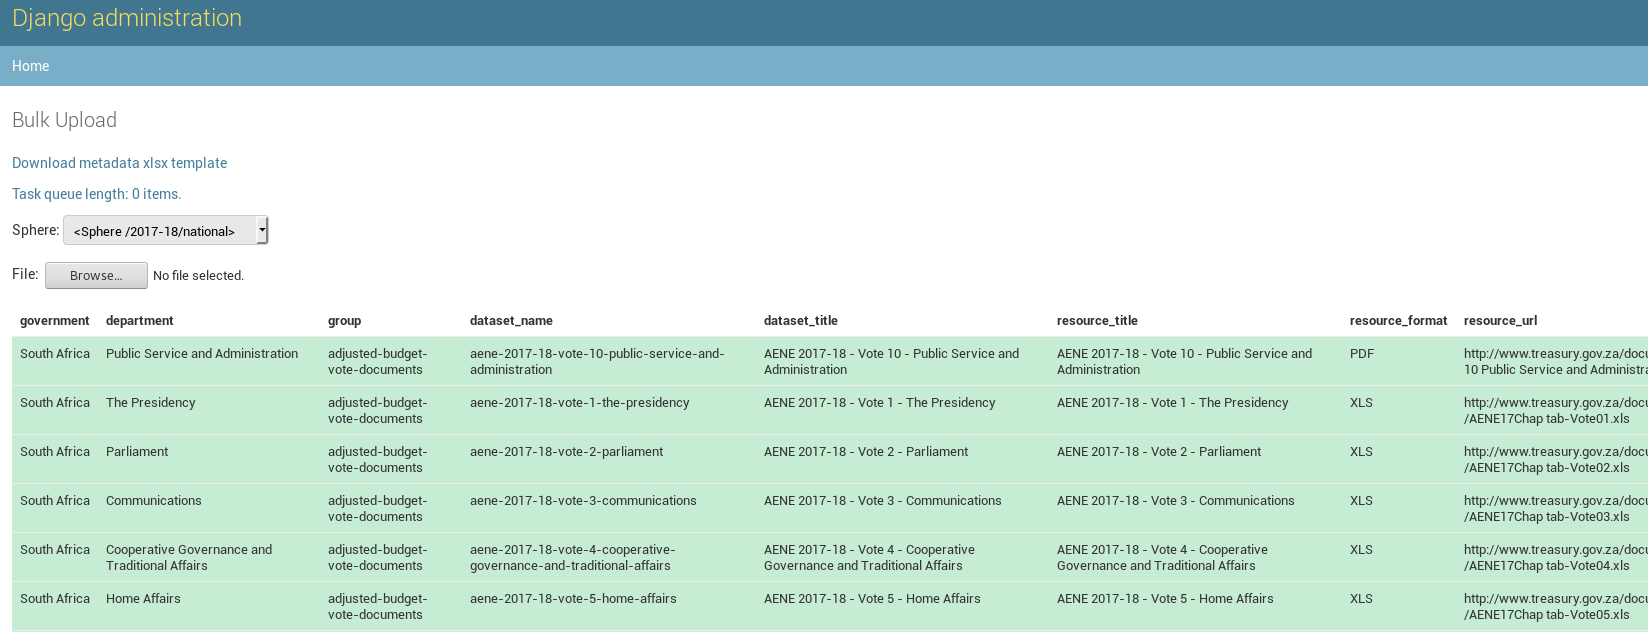 Django administration
Home
Bulk Upload
Download metadata xlsx template
Task queue length: 0 items.
Sphere: <Sphere /2017-18/national>
File: Browse... No file selected.
government department group dataset_name dataset_title resource_title resource_format resource_url
South Africa Public Service and Administration adjusted-budget- aene-2017-18-vote-10-public-service-and- AENE 2017-18 - Vote 10 - Public Service and AENE 2017-18 - Vote 10 - Public Service and PDF http://www.treasury.gov.za/docu
vote-documents administration Administration Administration 10 Public Service and Administra
South Africa The Presidency adjusted-budget- aene-2017-18-vote-1-the-presidency AENE 2017-18 - Vote 1 - The Presidency AENE 2017-18 - Vote 1 - The Presidency XLS http://www.treasury.gov.za/docu
vote-documents /AENE17Chap tab-Vote01.xls
South Africa Parliament adjusted-budget- aene-2017-18-vote-2-parliament AENE 2017-18 - Vote 2 - Parliament AENE 2017-18 - Vote 2 - Parliament XLS http://www.treasury.gov.za/docu
vote-documents /AENE17Chap tab-Vote02.xls
South Africa Communications adjusted-budget- aene-2017-18-vote-3-communications AENE 2017-18 - Vote 3 - Communications AENE 2017-18 - Vote 3 - Communications XLS http://www.treasury.gov.za/docu
vote-documents /AENE17Chap tab-Vote03.xls
South Africa Cooperative Governance and adjusted-budget- aene-2017-18-vote-4-cooperative- AENE 2017-18 - Vote 4 - Cooperative AENE 2017-18 - Vote 4 - Cooperative XLS http://www.treasury.gov.za/docu
Traditional Affairs vote-documents governance-and-traditional-affairs Governance and Traditional Affairs Governance and Traditional Affairs /AENE17Chap tab-Vote04.xls
South Africa Home Affairs adjusted-budget- aene-2017-18-vote-5-home-affairs AENE 2017-18 - Vote 5 - Home Affairs AENE 2017-18 - Vote 5 - Home Affairs XLS http://www.treasury.gov.za/docu
vote-documents /AENE17Chap tab-Vote05.xls